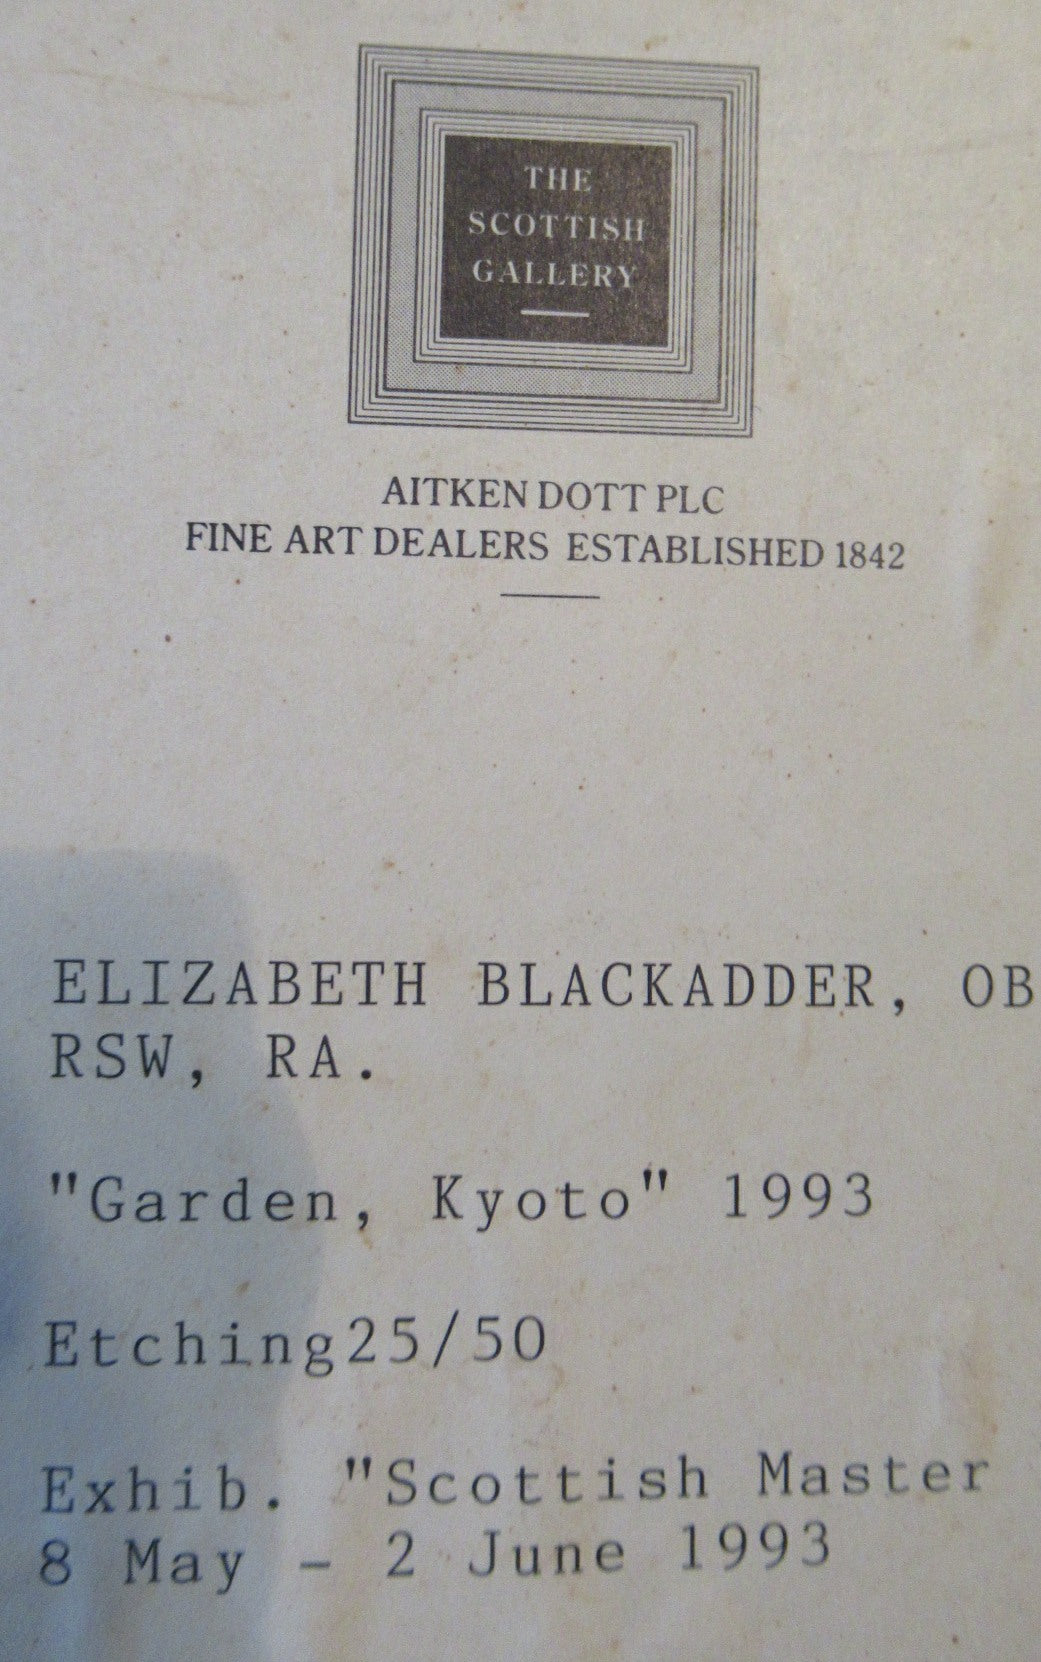 THE
SCOTTISH
GALLERY
AITKEN DOTT PLC
FINE ART DEALERS ESTABLISHED 1842
ELIZABETH BLACKADDER, OB
RSW, RA.
"Garden, Kyoto" 1993
Etching25/50
Exhib. "Scottish Master
8 May - 2 June 1993